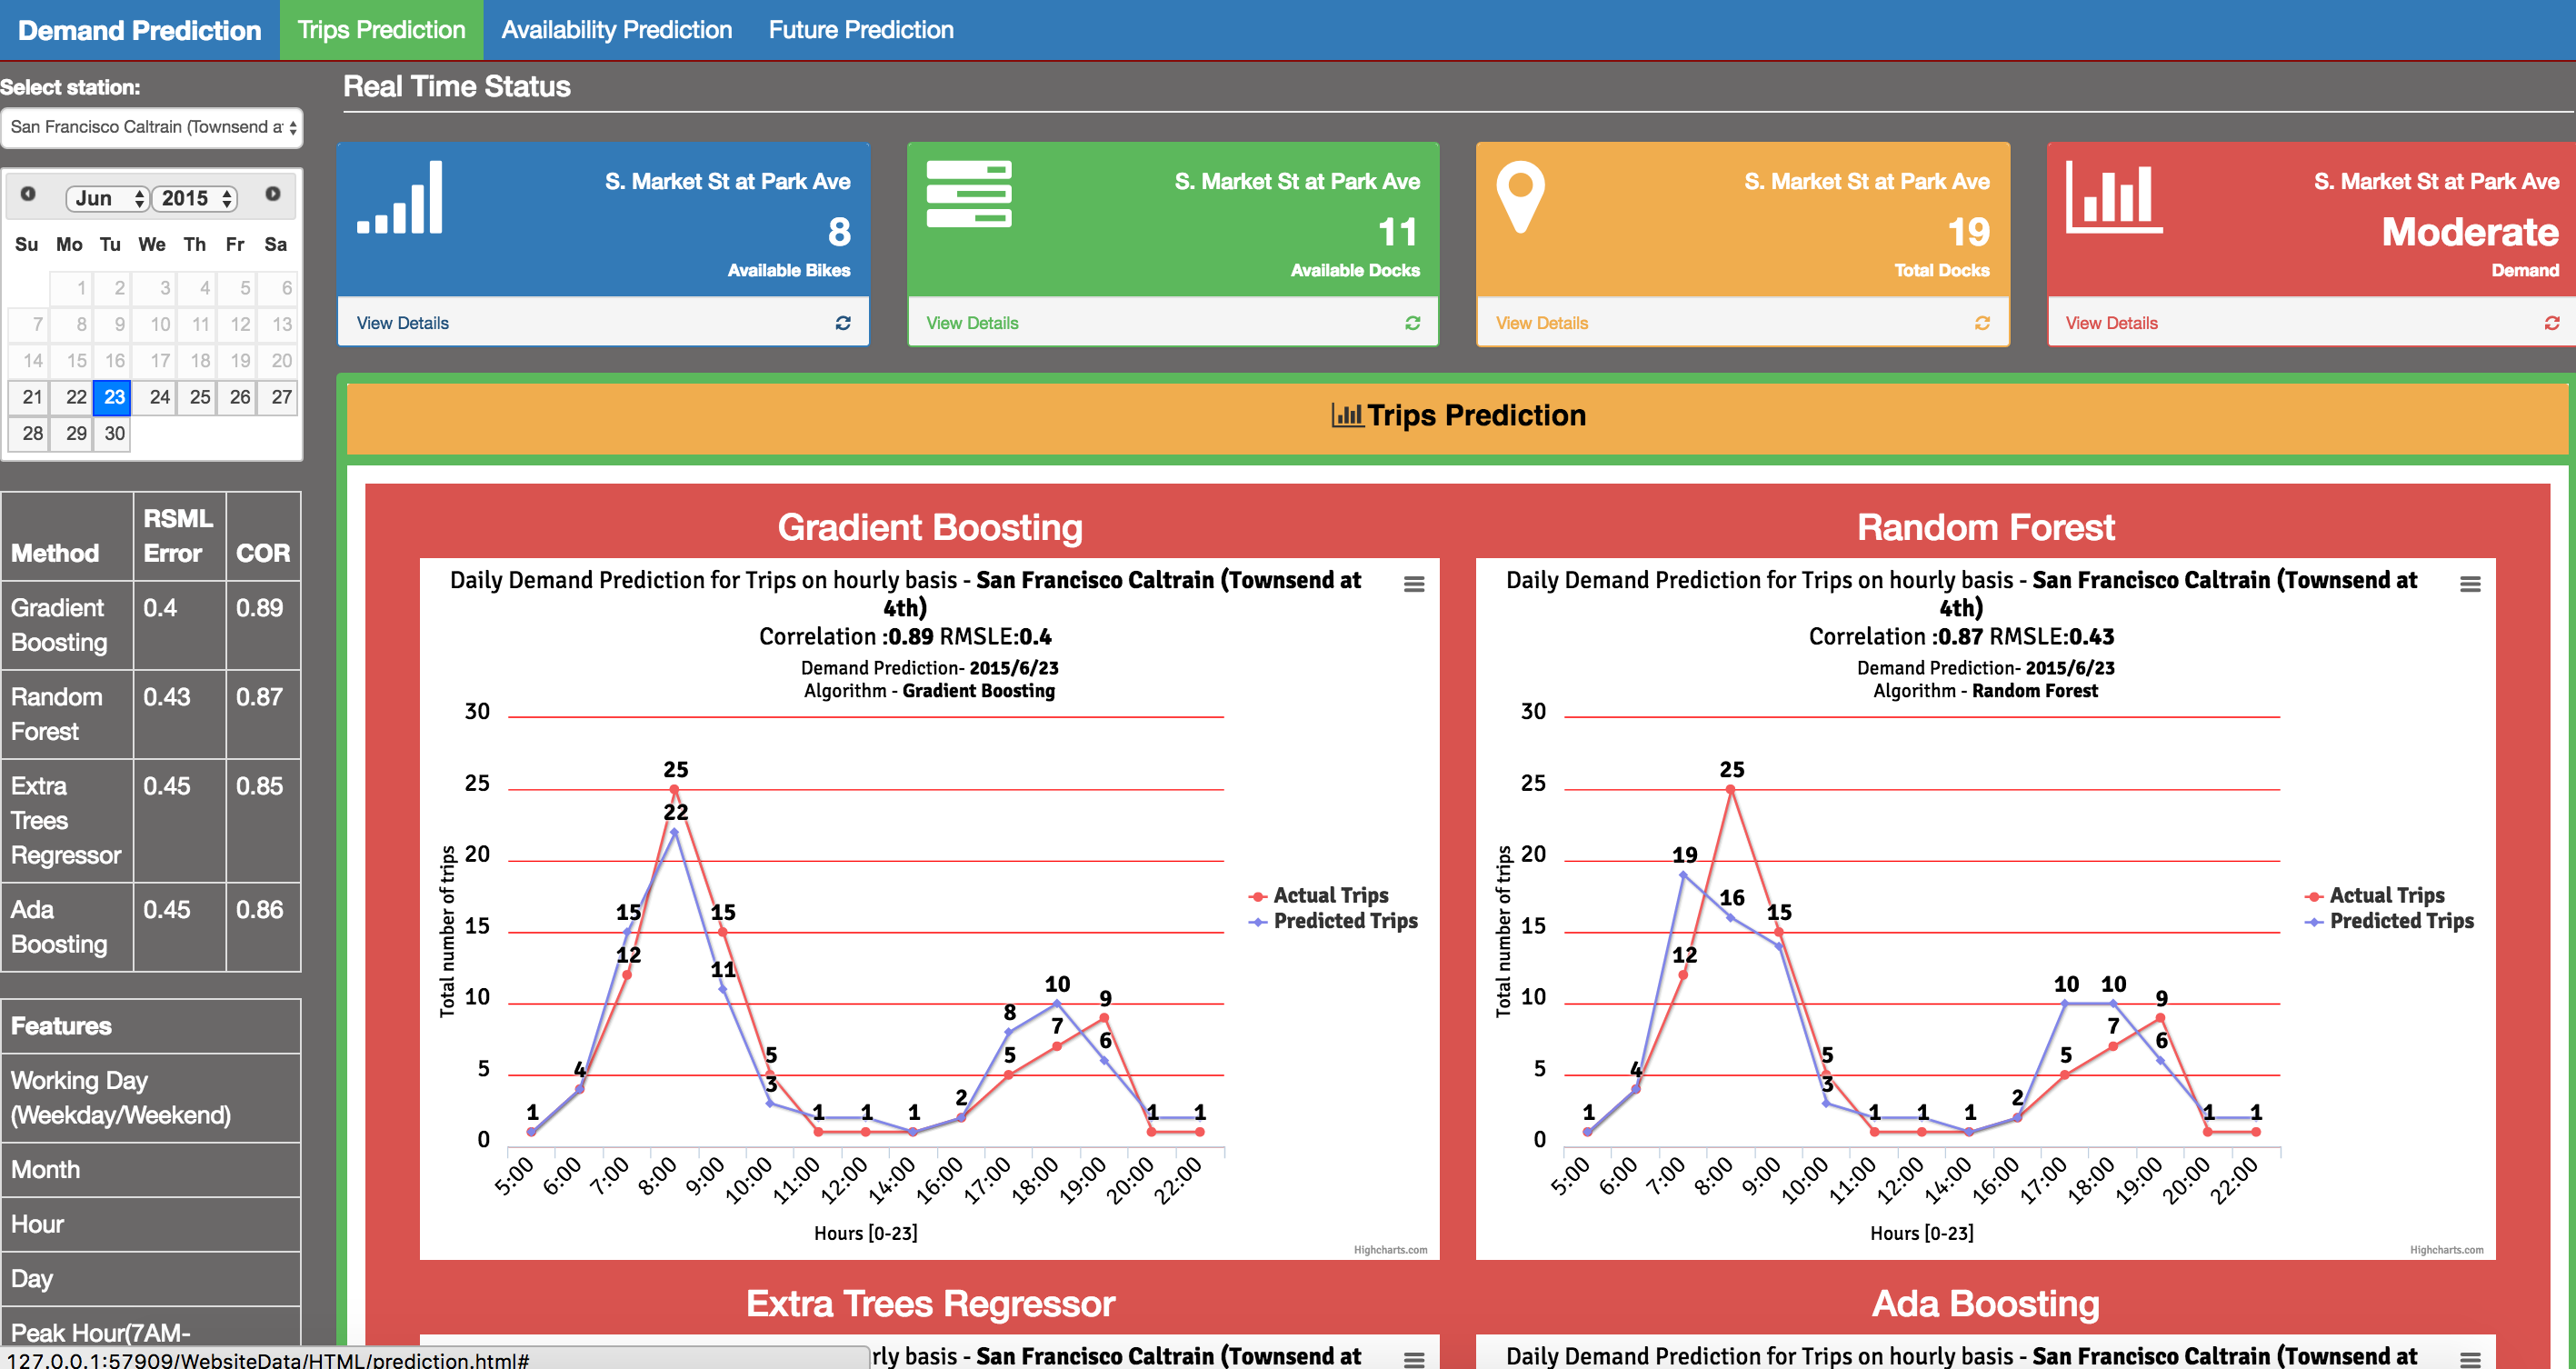 Demand Prediction Trips Prediction Availability Prediction Future Prediction
Select station:
San Francisco Caltrain (Townsend a
Jun 2015
Su Mo Tu We Th Fr Sa
1 2 3 4 5 6
7 8 9 10 11 12 13
14 15 16 17 18 19 20
21 22 23 24 25 26 27
28 29 30
Method RSML Error COR
Gradient Boosting 0.4 0.89
Random Forest 0.43 0.87
Extra Trees Regressor 0.45 0.85
Ada Boosting 0.45 0.86
Features
Working Day
(Weekday/Weekend)
Month
Hour
Day
Peak Hour(7AM-
127.0.0.1:57909/WebsiteData/HTML/prediction.html#
Real Time Status
S. Market St at Park Ave
8
Available Bikes
View Details
S. Market St at Park Ave
11
Available Docks
View Details
S. Market St at Park Ave
19
Total Docks
View Details
S. Market St at Park Ave
Moderate
Demand
View Details
Trips Prediction
Gradient Boosting
Daily Demand Prediction for Trips on hourly basis - San Francisco Caltrain (Townsend at
4th)
Correlation :0.89 RMSLE:0.4
Demand Prediction- 2015/6/23
Algorithm - Gradient Boosting
Total number of trips
30
25
20
15
10
5
0
1 4 15 12 25 22 15 11 5 3 1 1 1 2 8 5 10 7 9 6 1 1
5:00 6:00 7:00 8:00 9:00 10:00 11:00 12:00 14:00 16:00 17:00 18:00 19:00 20:00 22:00
Hours [0-23]
Actual Trips
Predicted Trips
Highcharts.com
Random Forest
Daily Demand Prediction for Trips on hourly basis - San Francisco Caltrain (Townsend at
4th)
Correlation :0.87 RMSLE:0.43
Demand Prediction- 2015/6/23
Algorithm - Random Forest
Total number of trips
30
25
20
15
10
5
0
1 4 19 12 25 16 15 5 3 1 1 1 2 10 5 10 7 9 6 1 1
5:00 6:00 7:00 8:00 9:00 10:00 11:00 12:00 14:00 16:00 17:00 18:00 19:00 20:00 22:00
Hours [0-23]
Actual Trips
Predicted Trips
Highcharts.com
Extra Trees Regressor
rly basis - San Francisco Caltrain (Townsend at
Ada Boosting
Daily Demand Prediction for Trips on hourly basis - San Francisco Caltrain (Townsend at